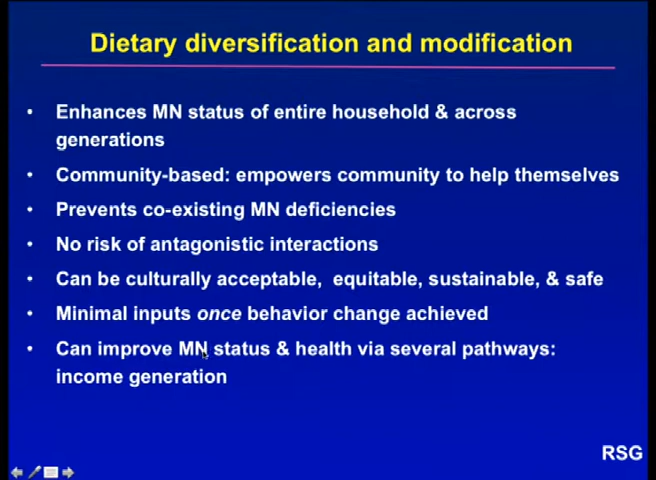 Dietary diversification and modification
• Enhances MN status of entire household & across
generations
• Community-based: empowers community to help themselves
• Prevents co-existing MN deficiencies
• No risk of antagonistic interactions
• Can be culturally acceptable, equitable, sustainable, & safe
• Minimal inputs once behavior change achieved
• Can improve MN status & health via several pathways:
income generation
RSG